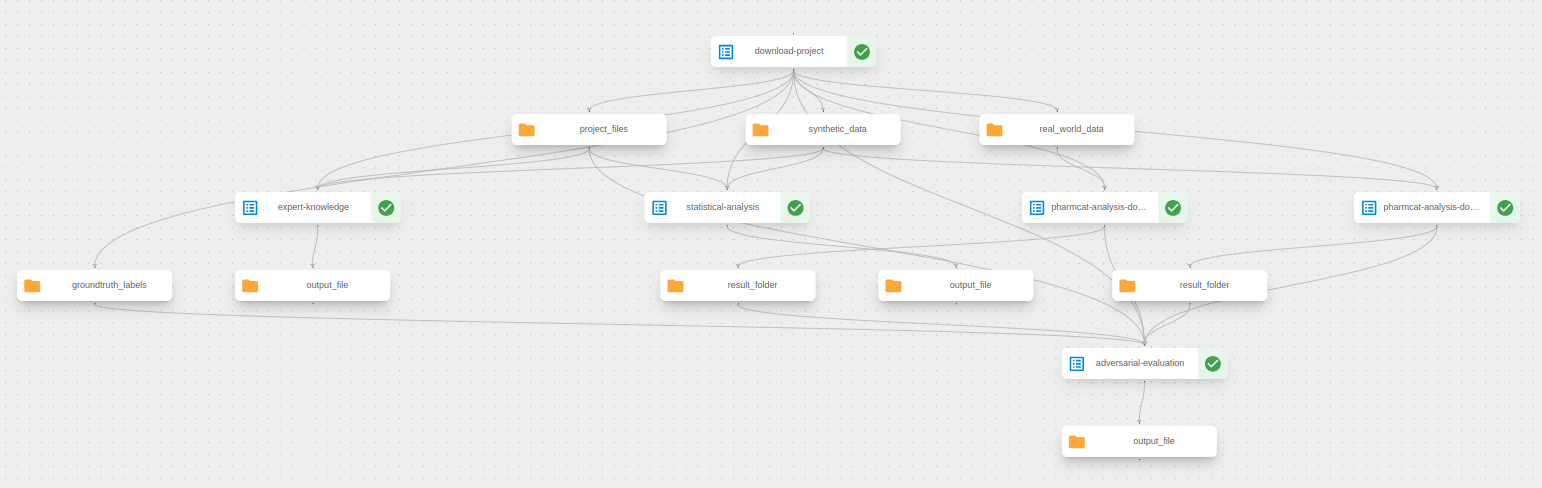 download-project
project_files
synthetic_data
real_world_data
expert-knowledge
statistical-analysis
pharmcat-analysis-do...
pharmcat-analysis-do...
groundtruth_labels
output_file
result_folder
output_file
result_folder
adversarial-evaluation
output_file